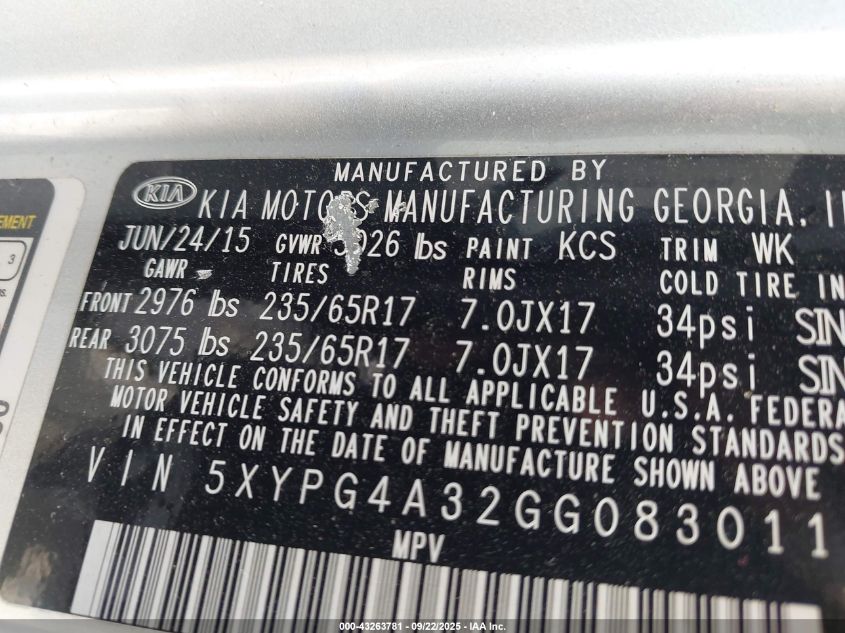 MANUFACTURED BY
KIA KIA MOTORS MANUFACTURING GEORGIA, I
JUN/24/15 GVWR 26 lbs PAINT KCS TRIM WK
GAWR TIRES RIMS COLD TIRE IN
FRONT 2976 lbs 235/65R17 7.0JX17 34psi SIN
REAR 3075 lbs 235/65R17 7.0JX17 34psi SIN
THIS VEHICLE CONFORMS TO ALL APPLICABLE U.S.A. FEDERA
MOTOR VEHICLE SAFETY AND THEFT PREVENTION STANDARDS
IN EFFECT ON THE DATE OF MANUFACTURE SHOWN ABOVE.
VIN 5XYPG4A32GG083011
MPV
EMENT
3
000-43263781 - 09/22/2025 - IAA Inc.